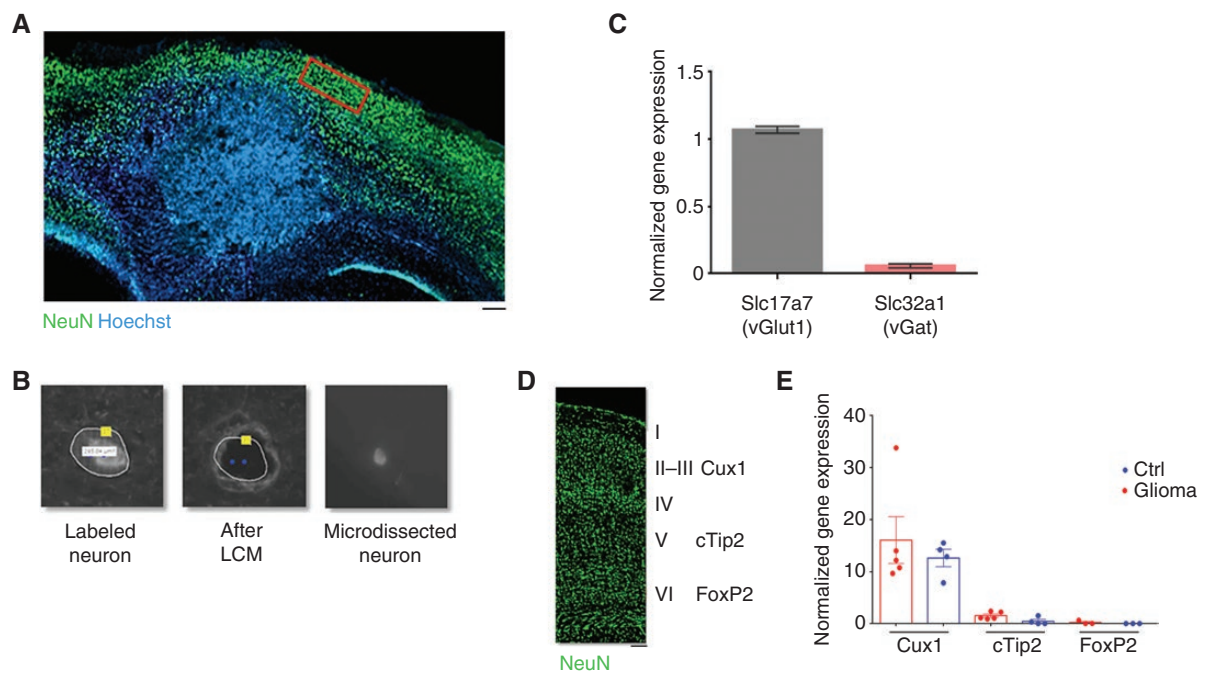 A
NeuN Hoechst
B
Labeled
neuron
After
LCM
Microdissected
neuron
C
Normalized gene expression
1.5
1
0.5
0
Slc17a7
(vGlut1)
Slc32a1
(vGat)
D
I
II–III Cux1
IV
V cTip2
VI FoxP2
NeuN
E
Normalized gene expression
40
30
20
10
0
Cux1
cTip2
FoxP2
Ctrl
Glioma